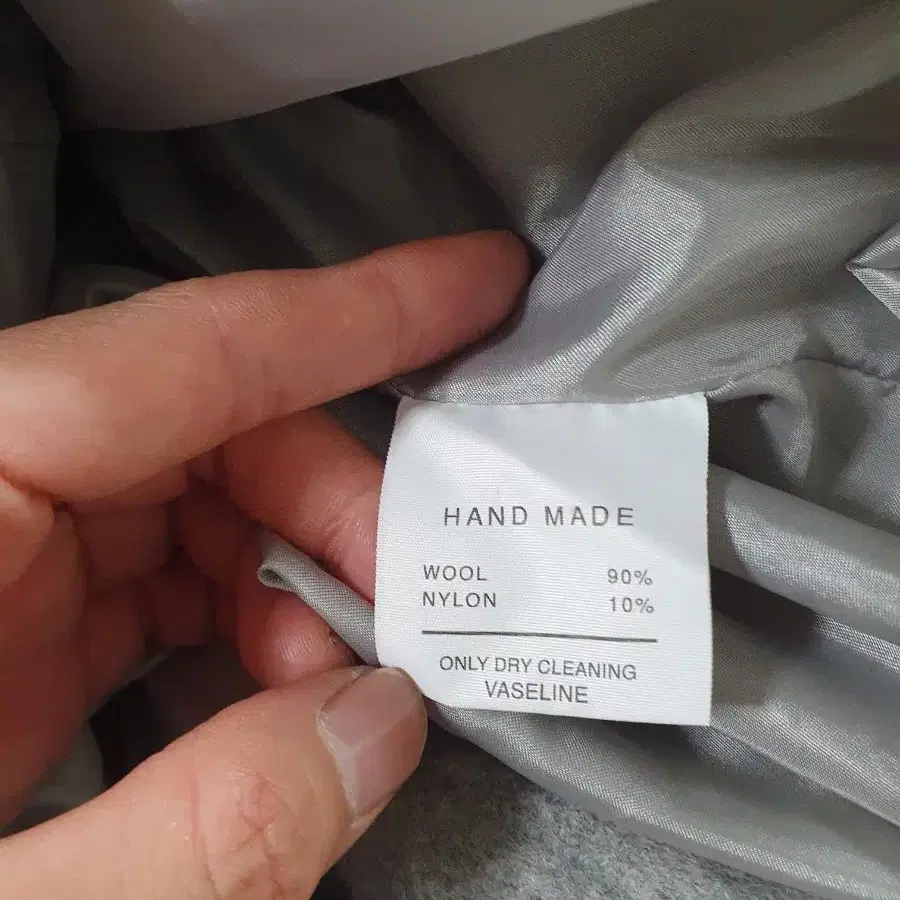 HAND MADE
WOOL 90%
NYLON 10%
ONLY DRY CLEANING
VASELINE